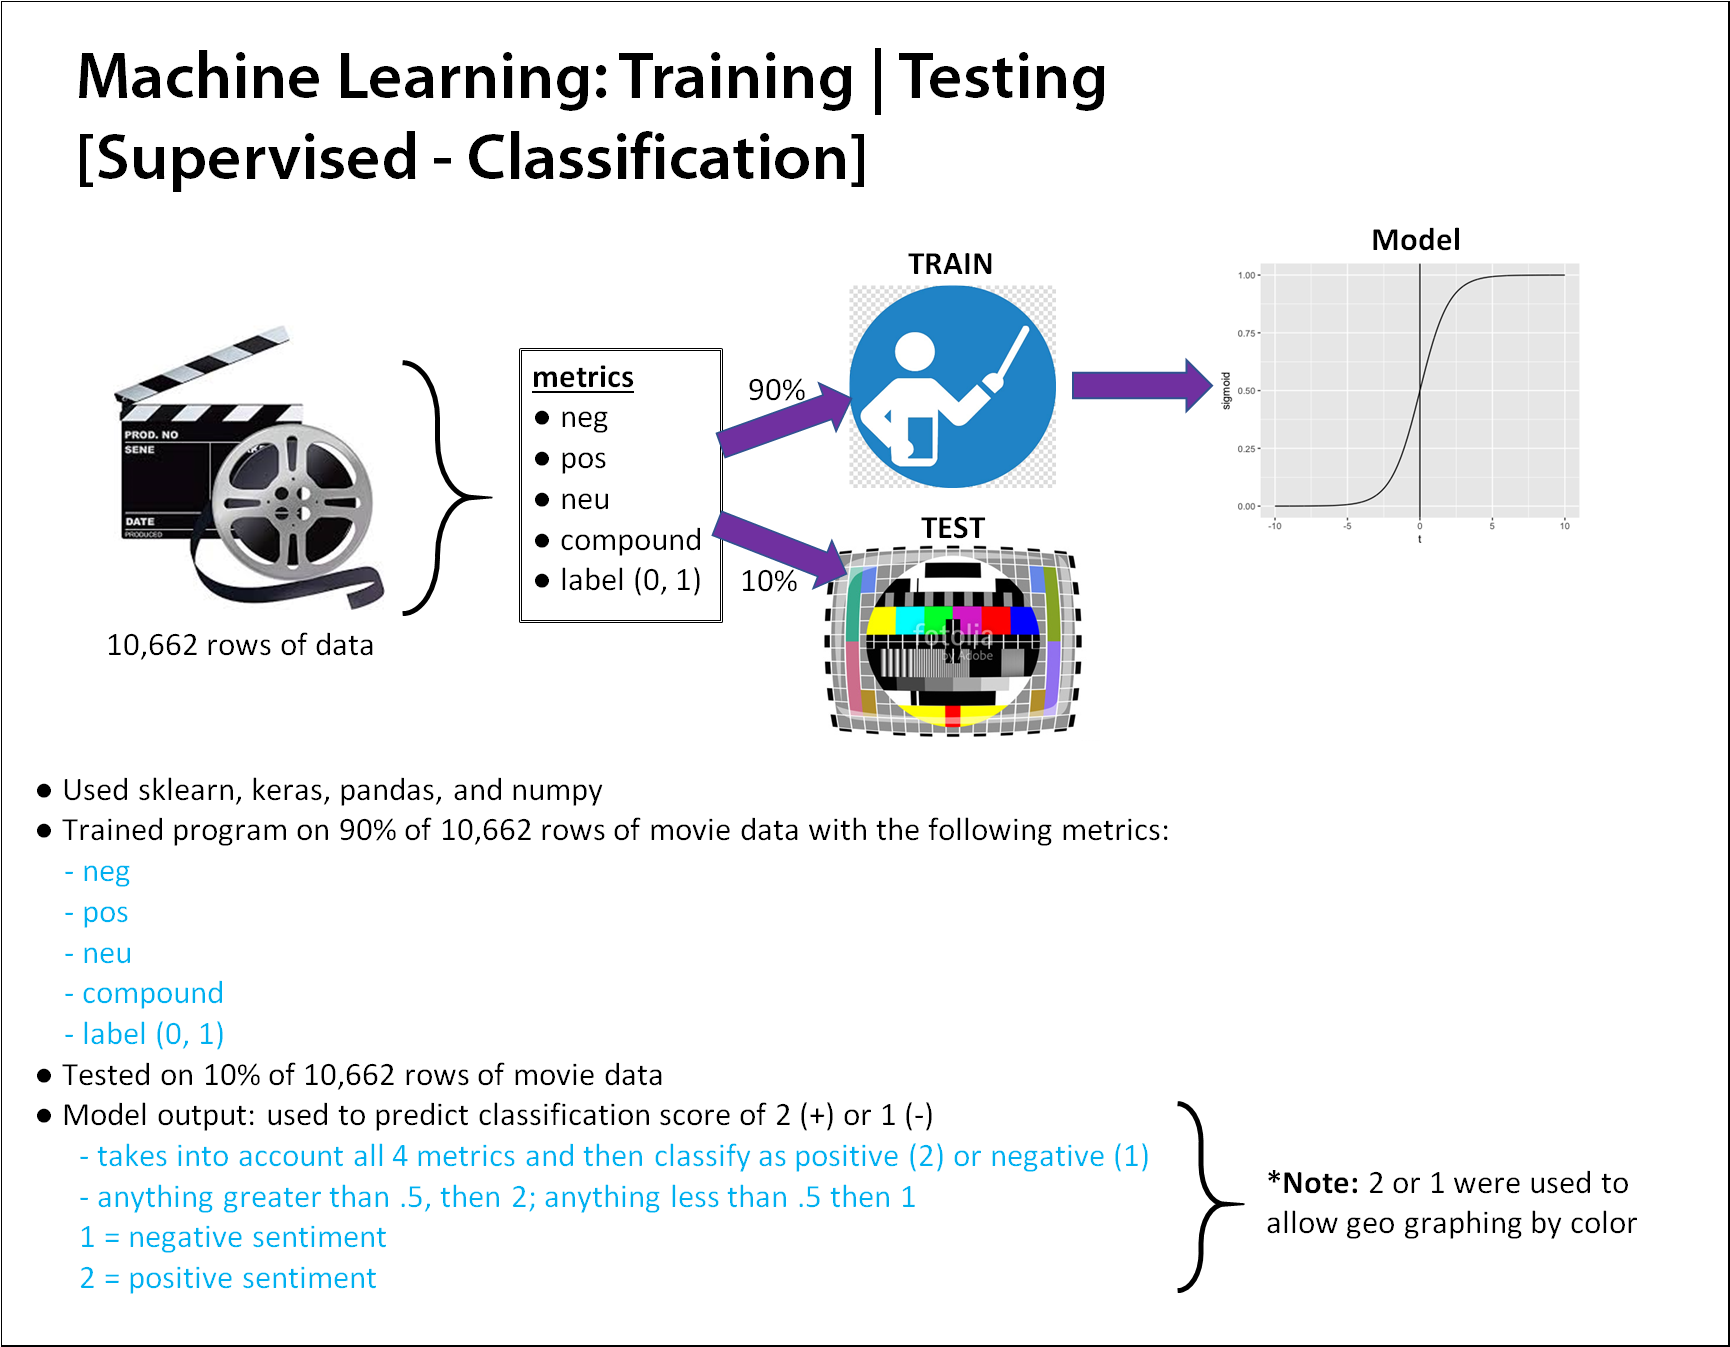 Machine Learning: Training | Testing
[Supervised - Classification]
Model
TRAIN
1.00
0.75
0.50
0.25
0.00
sigmoid
-10
-5
0
5
10
t
PROD. NO
SENE
DATE
PRODUCED
10,662 rows of data
metrics
● neg
● pos
● neu
● compound
● label (0, 1)
90%
10%
TEST
fotolia
by Adobe
● Used sklearn, keras, pandas, and numpy
● Trained program on 90% of 10,662 rows of movie data with the following metrics:
- neg
- pos
- neu
- compound
- label (0, 1)
● Tested on 10% of 10,662 rows of movie data
● Model output: used to predict classification score of 2 (+) or 1 (-)
- takes into account all 4 metrics and then classify as positive (2) or negative (1)
- anything greater than .5, then 2; anything less than .5 then 1
1 = negative sentiment
2 = positive sentiment
*Note: 2 or 1 were used to
allow geo graphing by color